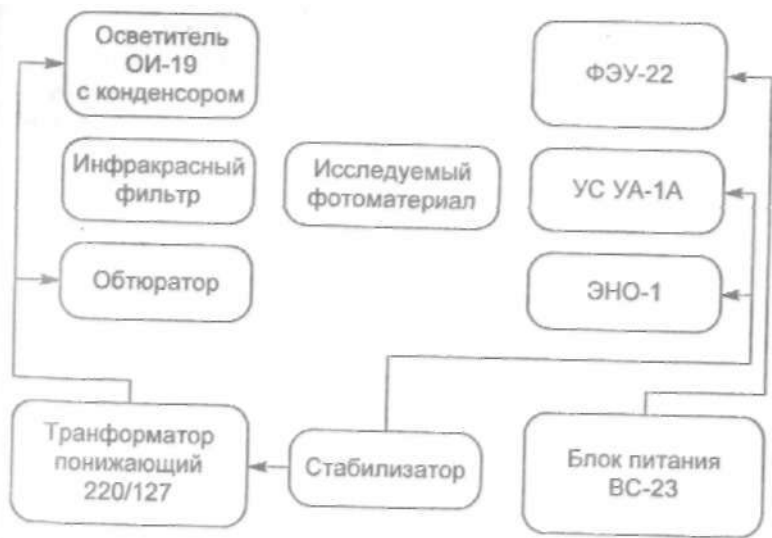 Осветитель
ОИ-19
с конденсором
ФЭУ-22
Инфракрасный
фильтр
Исследуемый
фотоматериал
УС УА-1А
Обтюратор
ЭНО-1
Транформатор
понижающий
220/127
Стабилизатор
Блок питания
ВС-23